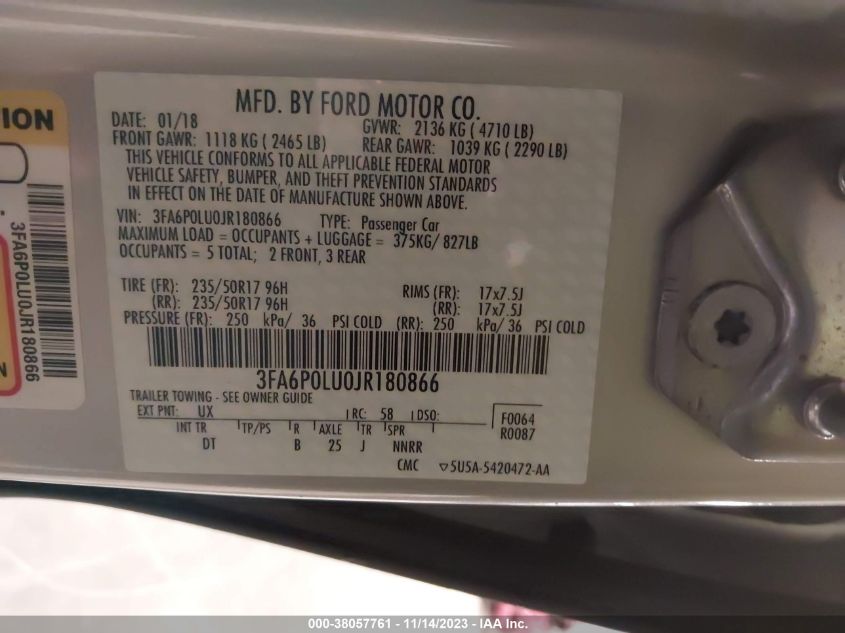 MFD. BY FORD MOTOR CO.
DATE: 01/18 GVWR: 2136 KG ( 4710 LB)
FRONT GAWR: 1118 KG ( 2465 LB) REAR GAWR: 1039 KG ( 2290 LB)
THIS VEHICLE CONFORMS TO ALL APPLICABLE FEDERAL MOTOR
VEHICLE SAFETY, BUMPER, AND THEFT PREVENTION STANDARDS
IN EFFECT ON THE DATE OF MANUFACTURE SHOWN ABOVE.
VIN: 3FA6P0LU0JR180866 TYPE: Passenger Car
MAXIMUM LOAD = OCCUPANTS + LUGGAGE = 375KG/ 827LB
OCCUPANTS = 5 TOTAL; 2 FRONT, 3 REAR
TIRE (FR): 235/50R17 96H RIMS (FR): 17x7.5J
(RR): 235/50R17 96H (RR): 17x7.5J
PRESSURE (FR): 250 kPa/ 36 PSI COLD (RR): 250 kPa/ 36 PSI COLD
3FA6P0LU0JR180866
TRAILER TOWING - SEE OWNER GUIDE
EXT PNT: UX RC: 58 DSO:
INT TR TP/PS R AXLE TR SPR
DT B 25 J NNRR
F0064
R0087
CMC ▽5U5A-5420472-AA
3FA6P0LU0JR180866
000-38057761 - 11/14/2023 - IAA Inc.